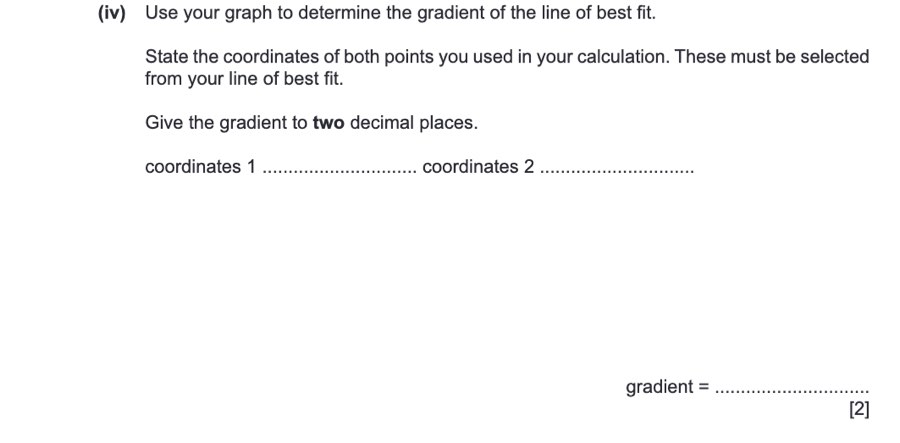 (iv) Use your graph to determine the gradient of the line of best fit.
State the coordinates of both points you used in your calculation. These must be selected
from your line of best fit.
Give the gradient to two decimal places.
coordinates 1 .............................. coordinates 2 ..............................
gradient = ..............................
[2]